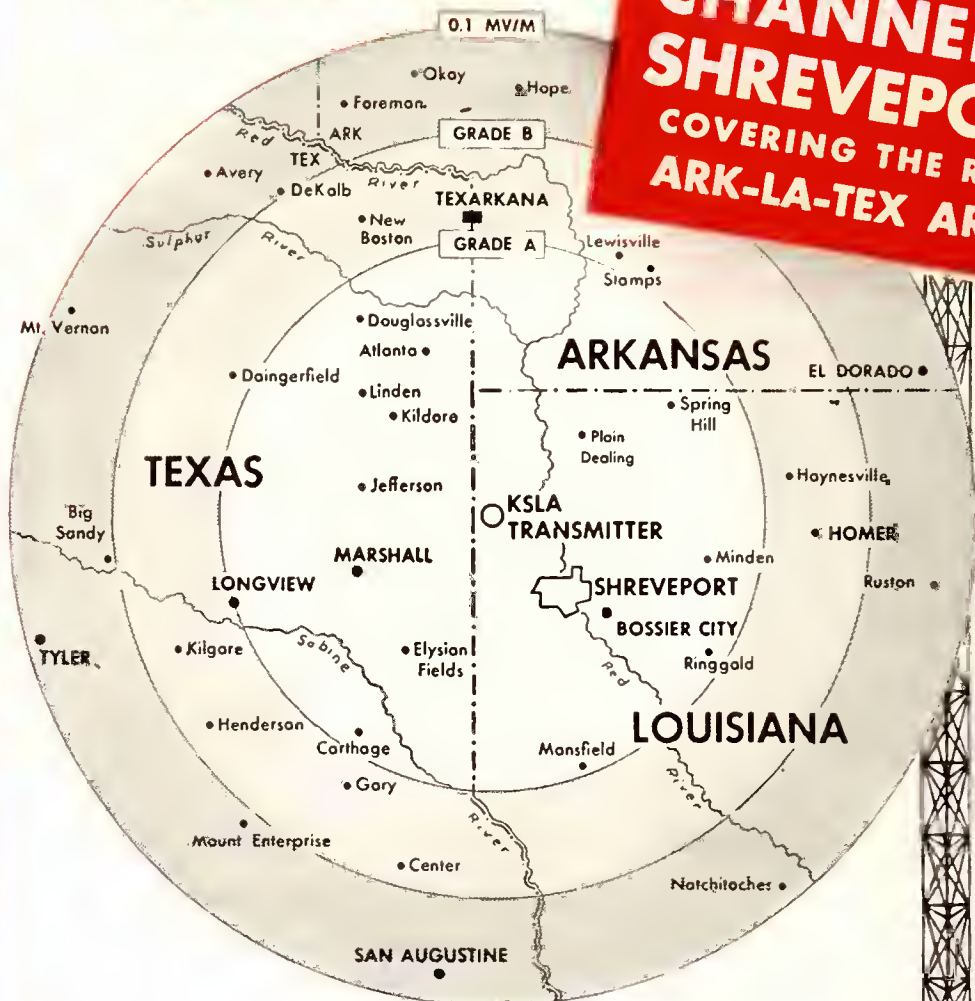 0.1 MV/M
SHREVEPO
COVERING THE R
ARK-LA-TEX AR
Okay
Hope
Foreman
Red
ARK
TEX
River
GRADE B
Avery
DeKalb
TEXARKANA
New
Boston
Sulphur
River
GRADE A
Lewisville
Stamps
Mt. Vernon
Douglassville
Atlanta
ARKANSAS
EL DORADO
Daingerfield
Linden
Kildare
Spring
Hill
Plain
Dealing
TEXAS
Jefferson
Haynesville
KSLA
TRANSMITTER
HOMER
Big
Sandy
MARSHALL
Minden
LONGVIEW
SHREVEPORT
Ruston
BOSSIER CITY
TYLER
Kilgore
Sabine
Elysian
Fields
Red
Ringgold
Henderson
Carthage
Mansfield
LOUISIANA
Gary
River
River
Mount Enterprise
Center
Natchitoches
SAN AUGUSTINE